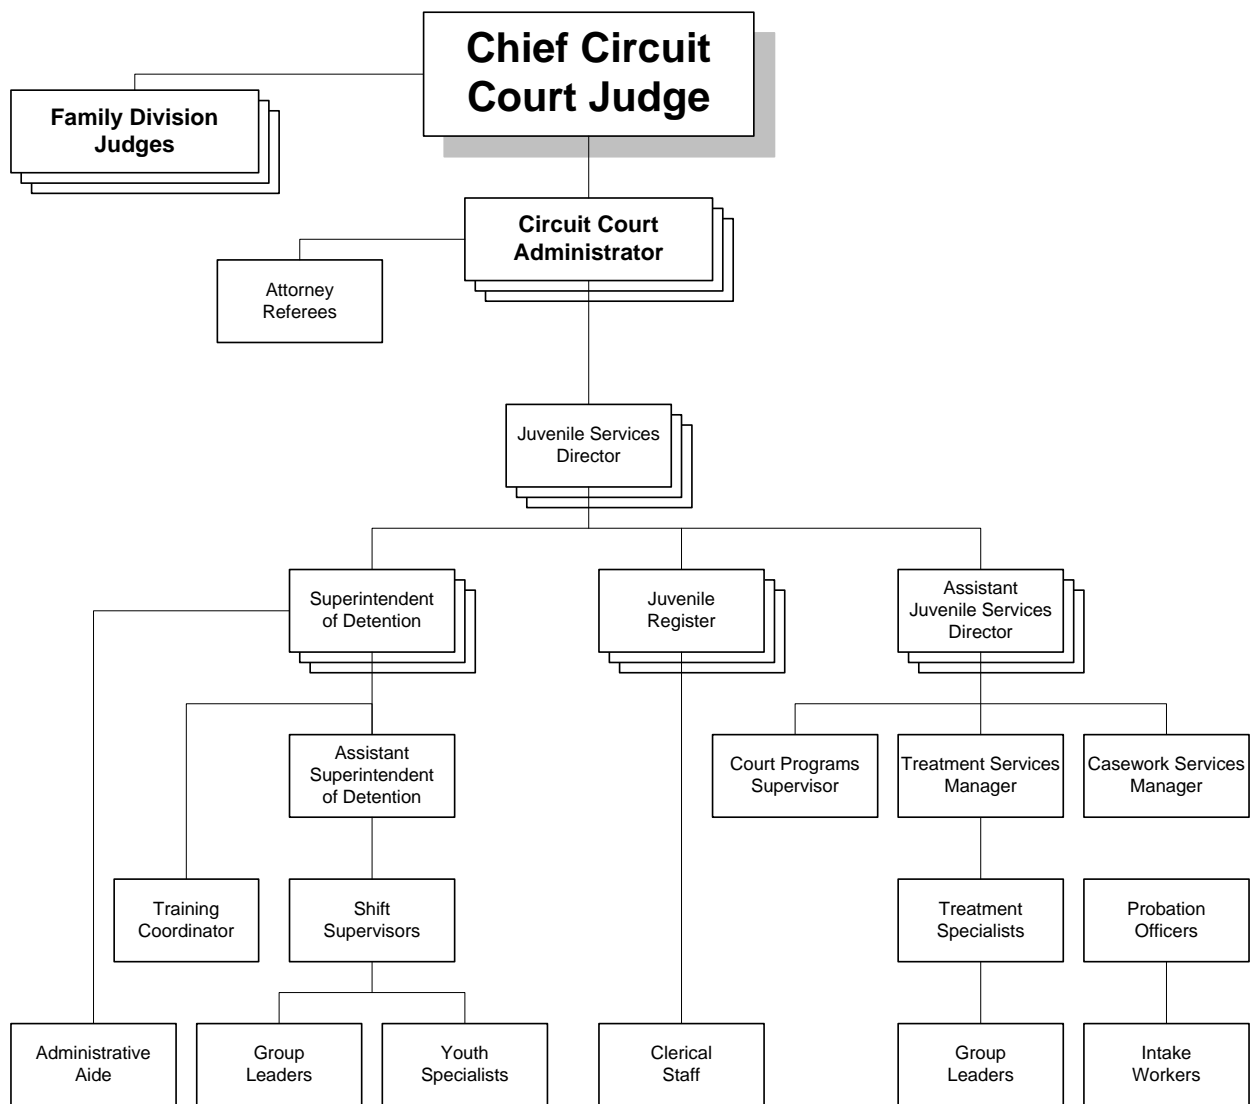 Chief Circuit
Court Judge
Family Division
Judges
Circuit Court
Administrator
Attorney
Referees
Juvenile Services
Director
Superintendent
of Detention
Juvenile
Register
Assistant
Juvenile Services
Director
Assistant
Superintendent
of Detention
Court Programs
Supervisor
Treatment Services
Manager
Casework Services
Manager
Training
Coordinator
Shift
Supervisors
Treatment
Specialists
Probation
Officers
Administrative
Aide
Group
Leaders
Youth
Specialists
Clerical
Staff
Group
Leaders
Intake
Workers